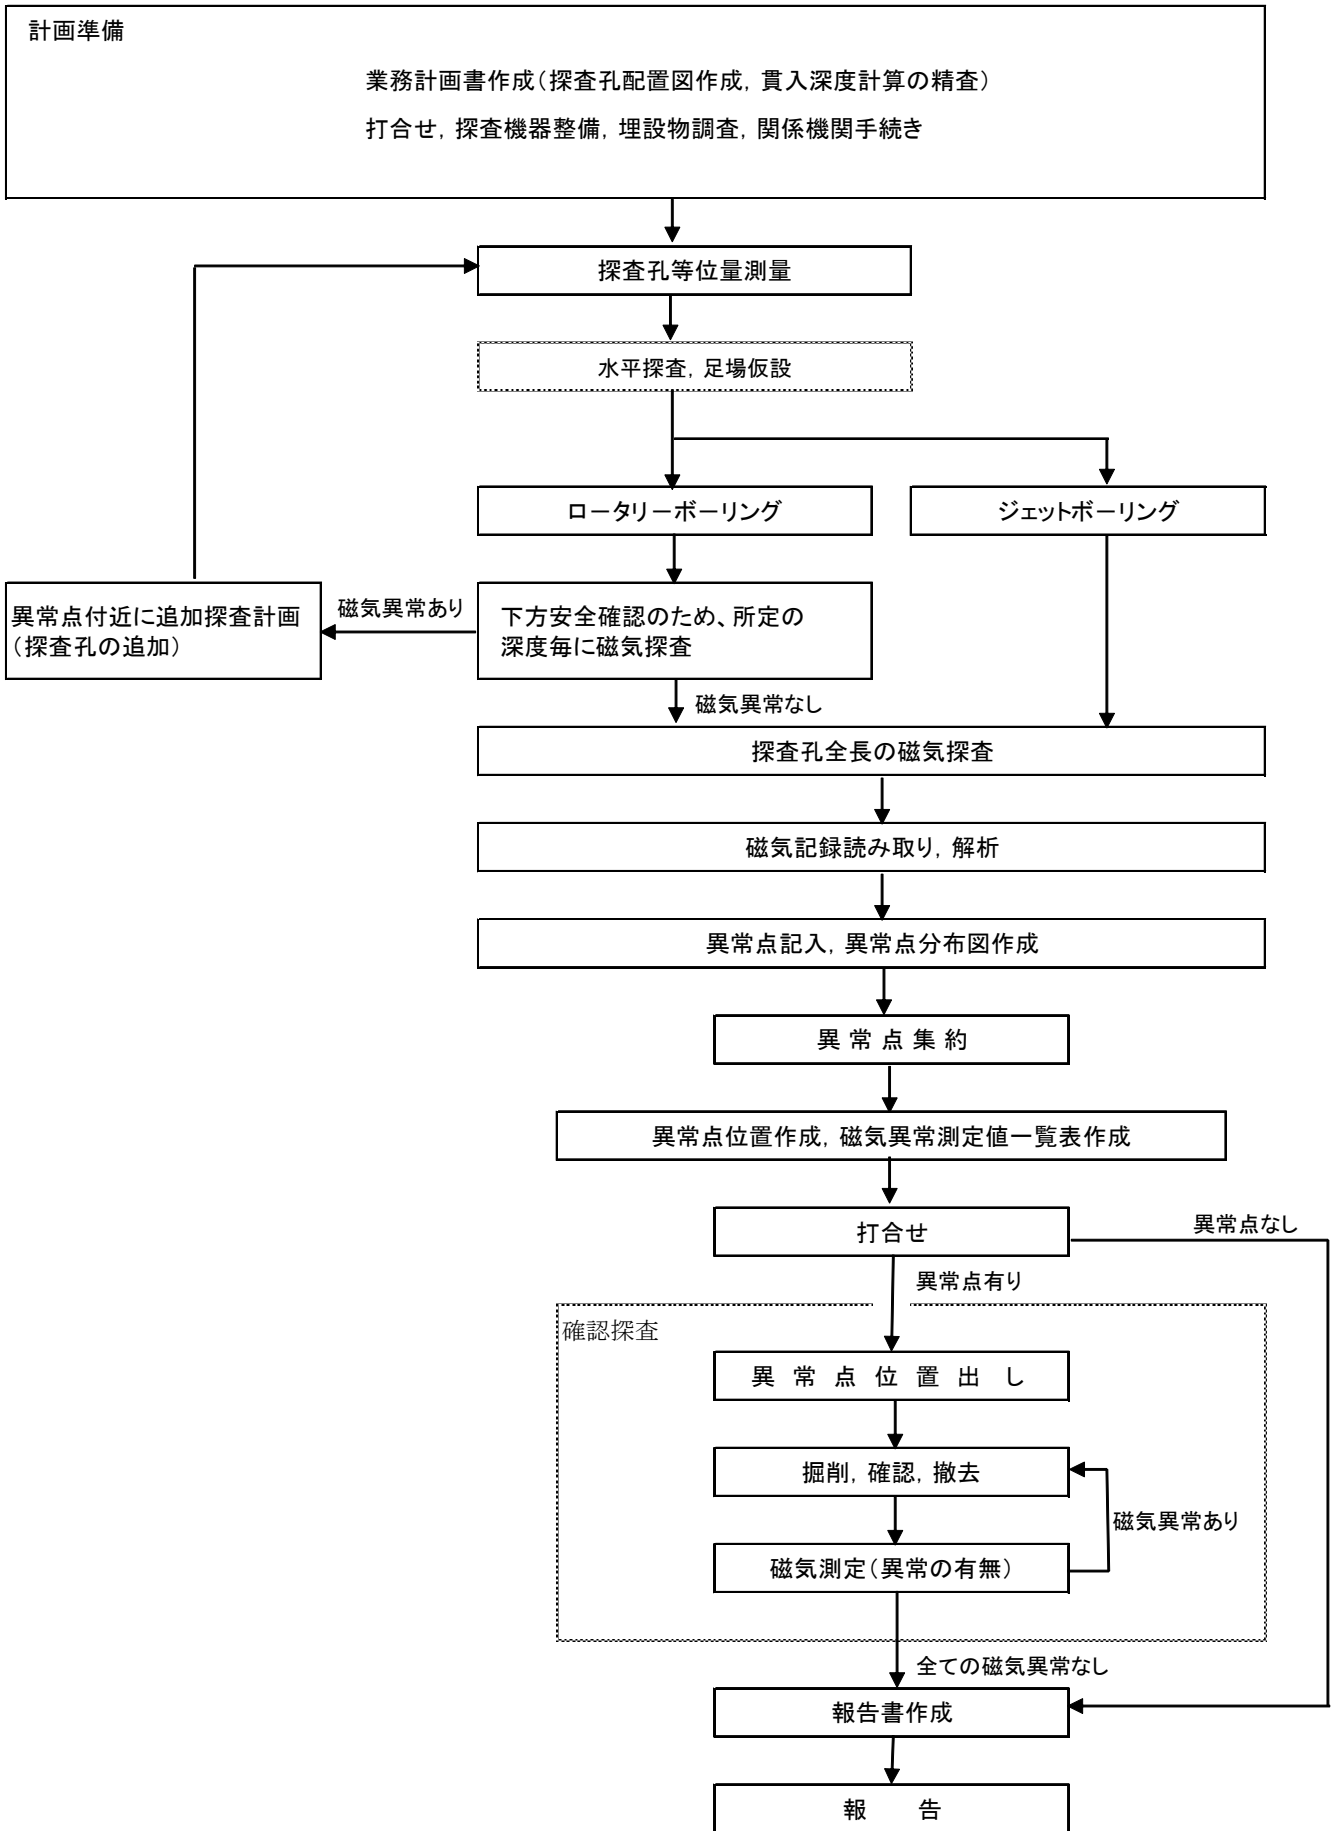 計画準備
業務計画書作成（探査孔配置図作成, 貫入深度計算の精査）
打合せ, 探査機器整備, 埋設物調査, 関係機関手続き
探査孔等位量測量
水平探査, 足場仮設
ロータリーボーリング
ジェットボーリング
異常点付近に追加探査計画
（探査孔の追加）
磁気異常あり
下方安全確認のため、所定の
深度毎に磁気探査
磁気異常なし
探査孔全長の磁気探査
磁気記録読み取り, 解析
異常点記入, 異常点分布図作成
異常点集約
異常点位置作成, 磁気異常測定値一覧表作成
打合せ
異常点なし
異常点有り
確認探査
異常点位置出し
掘削, 確認, 撤去
磁気異常あり
磁気測定（異常の有無）
全ての磁気異常なし
報告書作成
報　告